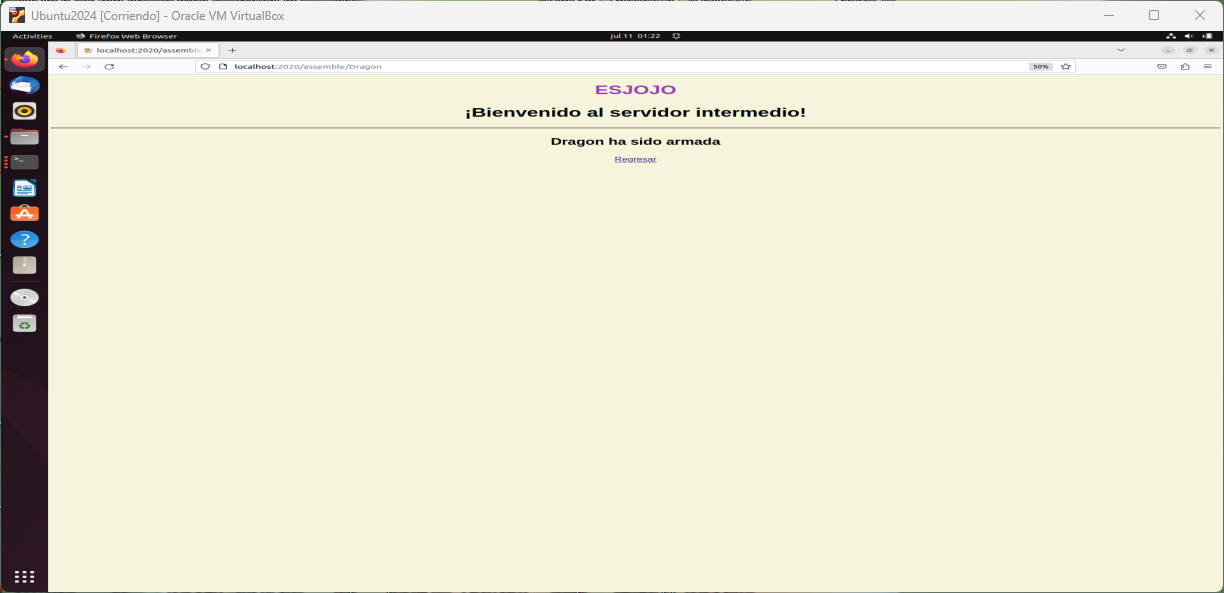 Ubuntu2024 [Corriendo] - Oracle VM VirtualBox
Activities Firefox Web Browser jul 11 01:22
localhost:2020/assemble
localhost:2020/assemble/Dragon 50%
ESJOJO
¡Bienvenido al servidor intermedio!
Dragon ha sido armada
Regresar